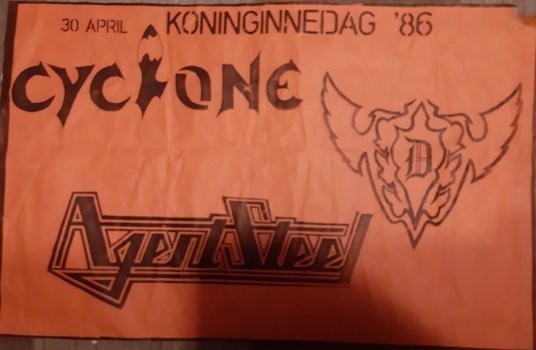 30 APRIL KONINGINNEDAG '86
CYCLONE
D
Agent Steel